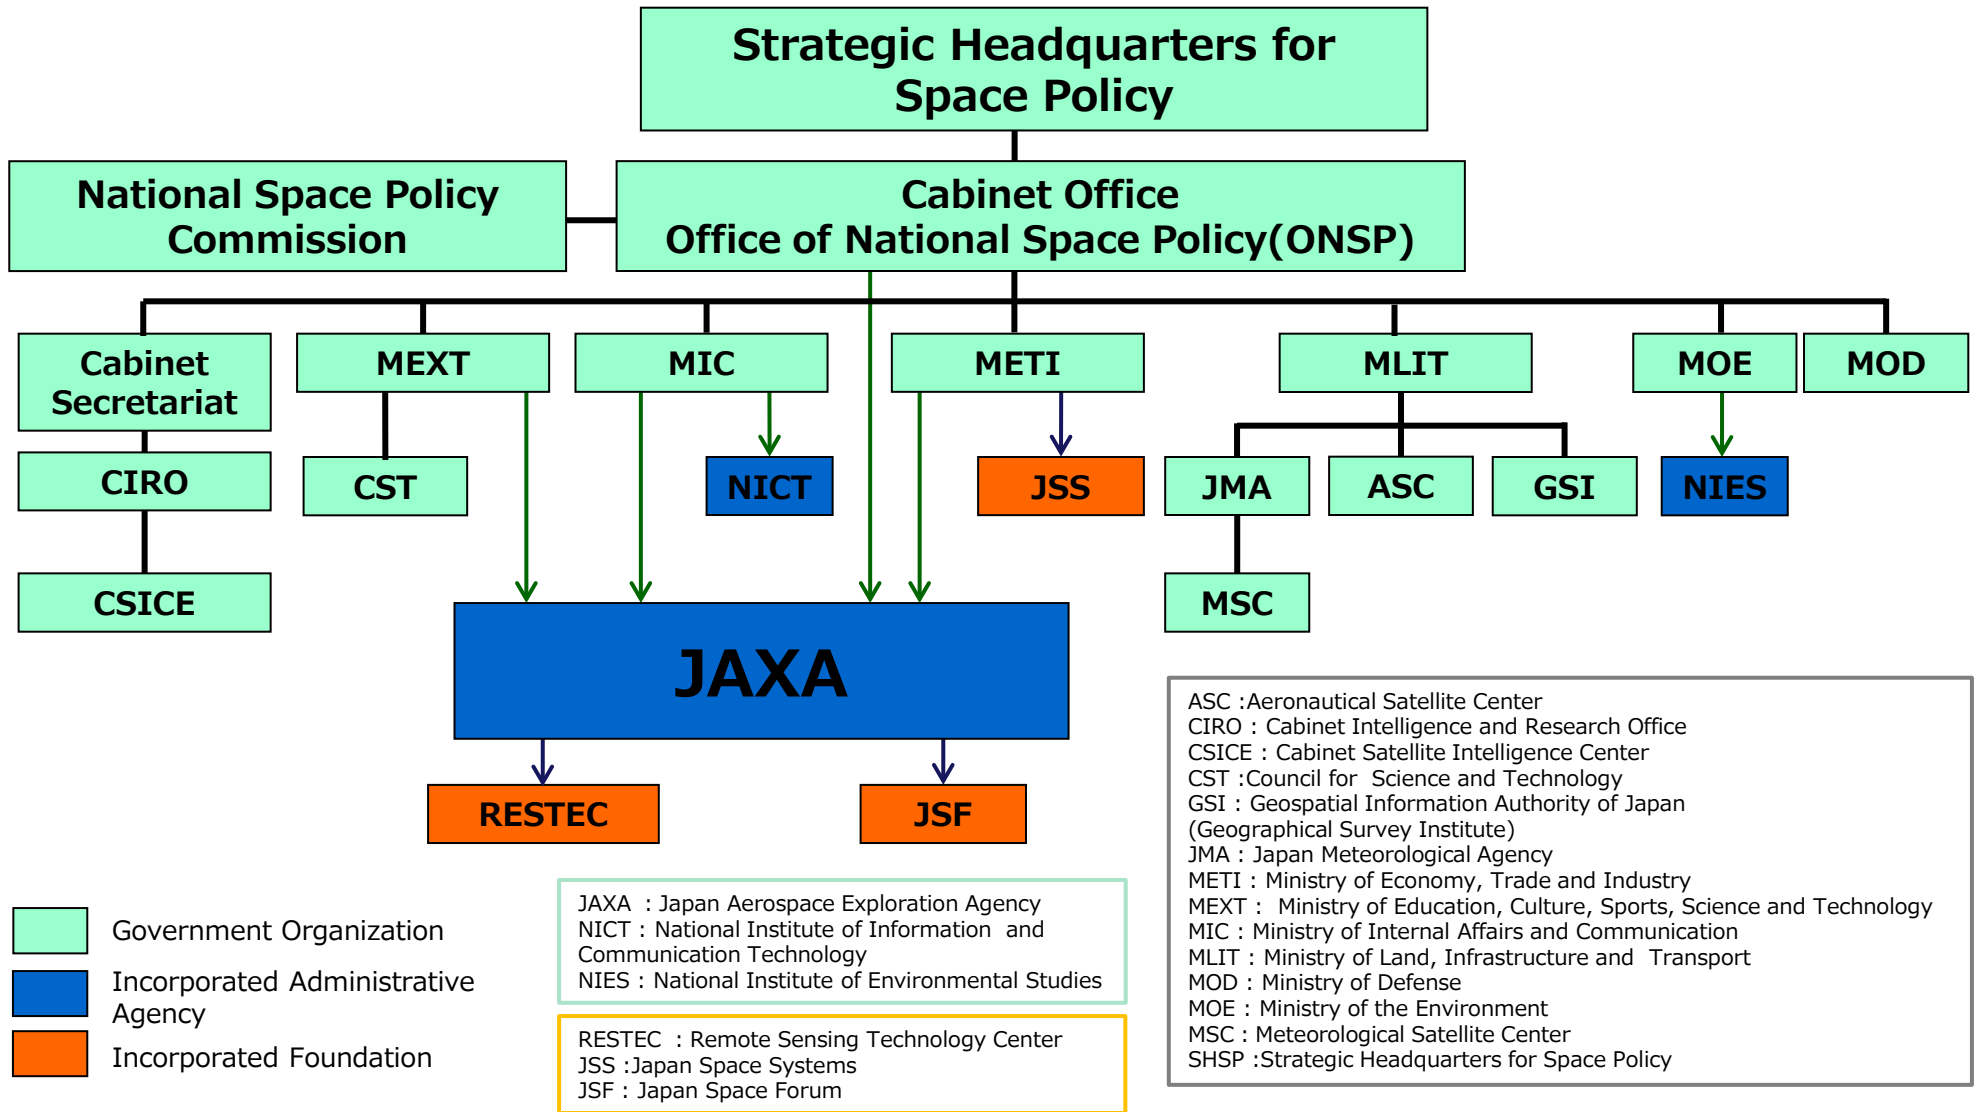 Strategic Headquarters for
Space Policy
National Space Policy
Commission
Cabinet Office
Office of National Space Policy(ONSP)
Cabinet
Secretariat
MEXT
MIC
METI
MLIT
MOE
MOD
CIRO
CST
NICT
JSS
JMA
ASC
GSI
NIES
CSICE
MSC
JAXA
RESTEC
JSF
Government Organization
Incorporated Administrative
Agency
Incorporated Foundation
JAXA : Japan Aerospace Exploration Agency
NICT : National Institute of Information and
Communication Technology
NIES : National Institute of Environmental Studies
RESTEC : Remote Sensing Technology Center
JSS :Japan Space Systems
JSF : Japan Space Forum
ASC :Aeronautical Satellite Center
CIRO : Cabinet Intelligence and Research Office
CSICE : Cabinet Satellite Intelligence Center
CST :Council for Science and Technology
GSI : Geospatial Information Authority of Japan
(Geographical Survey Institute)
JMA : Japan Meteorological Agency
METI : Ministry of Economy, Trade and Industry
MEXT : Ministry of Education, Culture, Sports, Science and Technology
MIC : Ministry of Internal Affairs and Communication
MLIT : Ministry of Land, Infrastructure and Transport
MOD : Ministry of Defense
MOE : Ministry of the Environment
MSC : Meteorological Satellite Center
SHSP :Strategic Headquarters for Space Policy